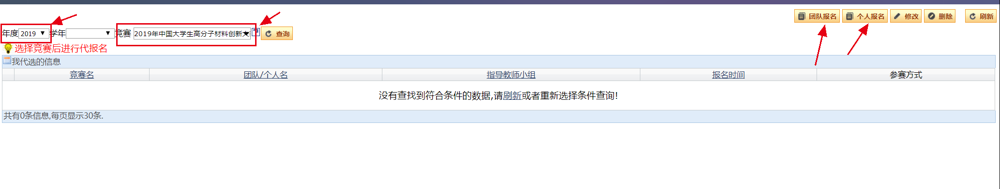 团队报名 个人报名 修改 删除 刷新
年度 2019 学年 竞赛 2019年中国大学生高分子材料创新大 查询
选择竞赛后进行代报名
我代选的信息
竞赛名 团队/个人名 指导教师小组 报名时间 参赛方式
没有查找到符合条件的数据,请刷新或者重新选择条件查询!
共有0条信息,每页显示30条.